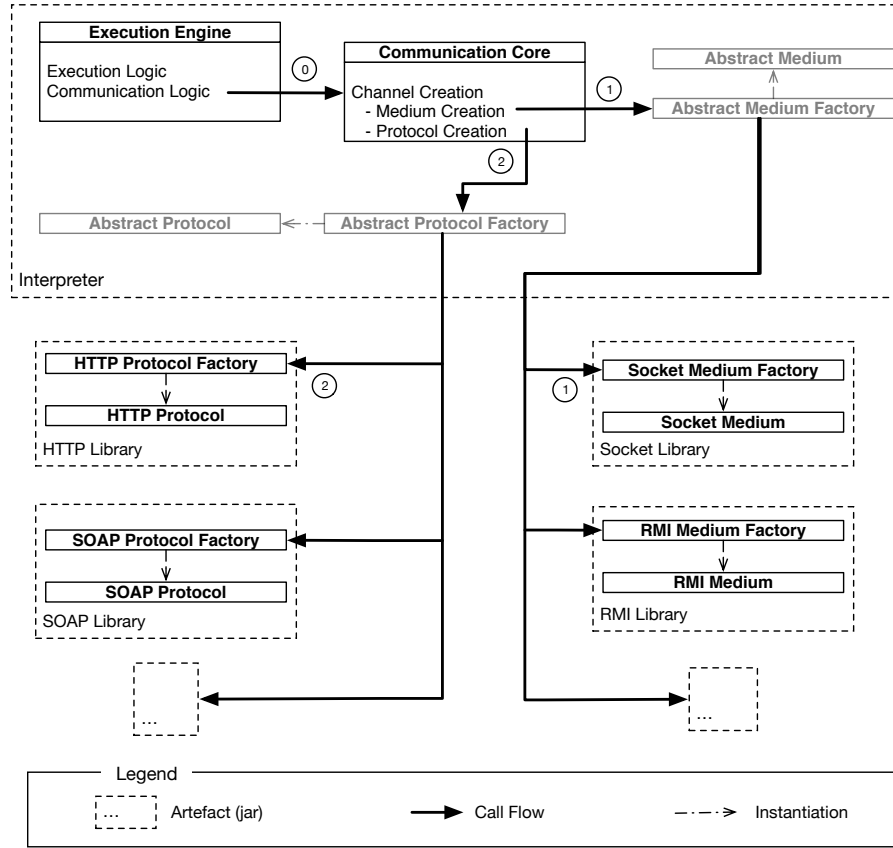 Execution Engine
Execution Logic
Communication Logic
0
Communication Core
Channel Creation
- Medium Creation
- Protocol Creation
1
2
Abstract Medium
Abstract Medium Factory
Abstract Protocol
Abstract Protocol Factory
Interpreter
HTTP Protocol Factory
HTTP Protocol
HTTP Library
2
1
Socket Medium Factory
Socket Medium
Socket Library
SOAP Protocol Factory
SOAP Protocol
SOAP Library
RMI Medium Factory
RMI Medium
RMI Library
...
...
Legend
...
Artefact (jar)
Call Flow
Instantiation